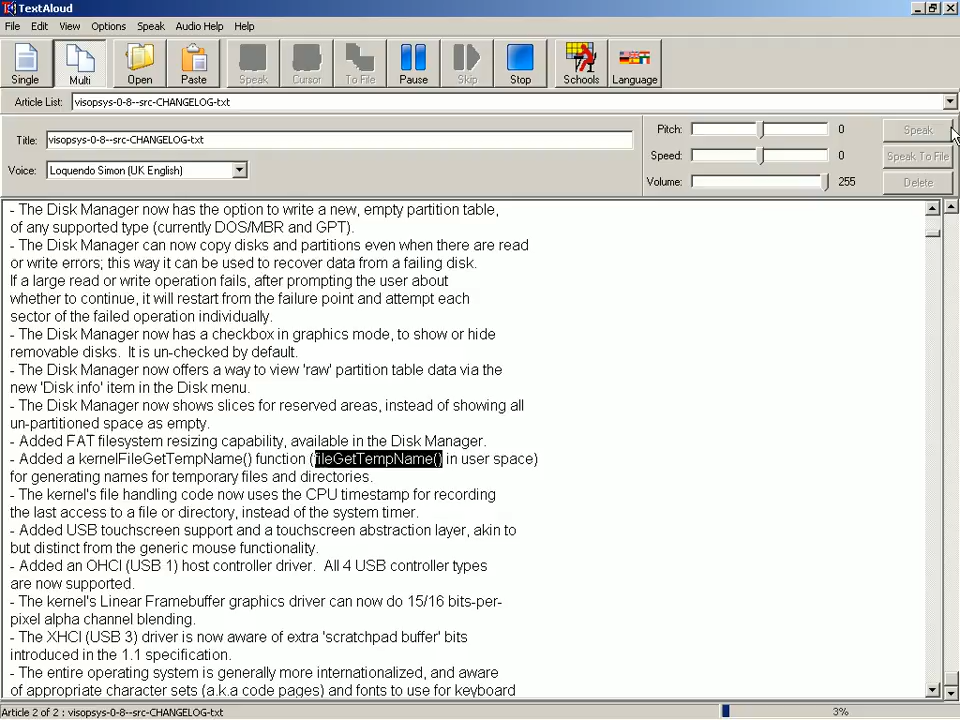 TextAloud
File Edit View Options Speak Audio Help Help
Single Multi Open Paste Speak Cursor To File Pause Skip Stop Schools Language
Article List: visopsys-0-8--src-CHANGELOG-txt
Title: visopsys-0-8--src-CHANGELOG-txt
Voice: Loquendo Simon (UK English)
Pitch: 0 Speak
Speed: 0 Speak To File
Volume: 255 Delete
- The Disk Manager now has the option to write a new, empty partition table,
of any supported type (currently DOS/MBR and GPT).
- The Disk Manager can now copy disks and partitions even when there are read
or write errors; this way it can be used to recover data from a failing disk.
If a large read or write operation fails, after prompting the user about
whether to continue, it will restart from the failure point and attempt each
sector of the failed operation individually.
- The Disk Manager now has a checkbox in graphics mode, to show or hide
removable disks.  It is un-checked by default.
- The Disk Manager now offers a way to view 'raw' partition table data via the
new 'Disk info' item in the Disk menu.
- The Disk Manager now shows slices for reserved areas, instead of showing all
un-partitioned space as empty.
- Added FAT filesystem resizing capability, available in the Disk Manager.
- Added a kernelFileGetTempName() function (fileGetTempName() in user space)
for generating names for temporary files and directories.
- The kernel's file handling code now uses the CPU timestamp for recording
the last access to a file or directory, instead of the system timer.
- Added USB touchscreen support and a touchscreen abstraction layer, akin to
but distinct from the generic mouse functionality.
- Added an OHCI (USB 1) host controller driver.  All 4 USB controller types
are now supported.
- The kernel's Linear Framebuffer graphics driver can now do 15/16 bits-per-
pixel alpha channel blending.
- The XHCI (USB 3) driver is now aware of extra 'scratchpad buffer' bits
introduced in the 1.1 specification.
- The entire operating system is generally more internationalized, and aware
of appropriate character sets (a.k.a code pages) and fonts to use for keyboard
Article 2 of 2 : visopsys-0-8--src-CHANGELOG-txt 3%